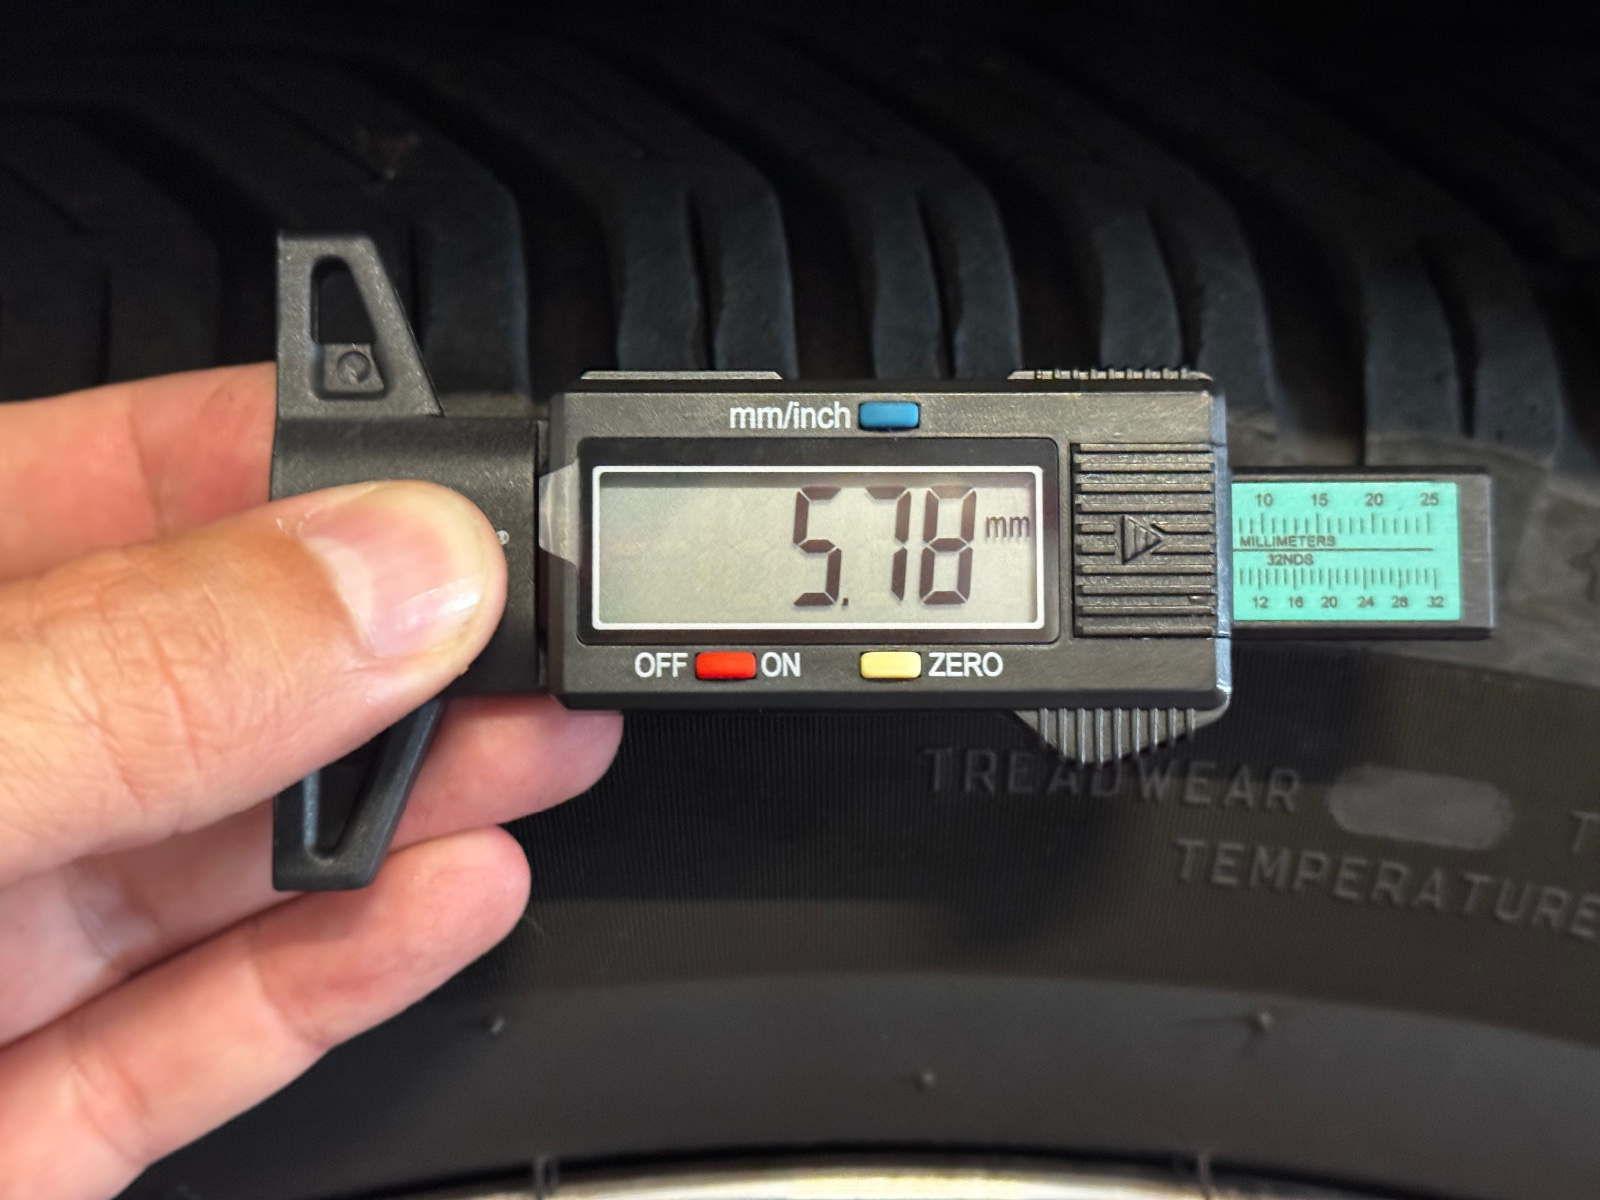 mm/inch
5.78 mm
OFF ON ZERO
10 15 20 25
MILLIMETERS
32NDS
12 16 20 24 28 32
TREADWEAR
TEMPERATURE